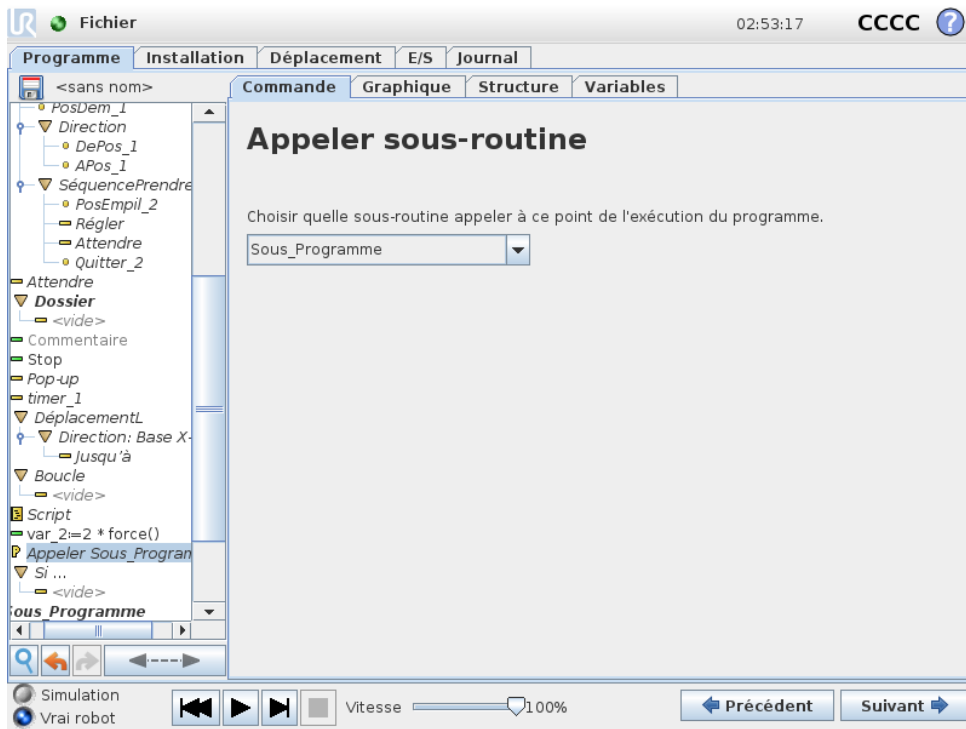 UR Fichier 02:53:17 CCCC ?
Programme Installation Déplacement E/S Journal
<sans nom>
Commande Graphique Structure Variables
PosDem_1
Direction
DePos_1
APos_1
SéquencePrendre
PosEmpil_2
Régler
Attendre
Quitter_2
Attendre
Dossier
<vide>
Commentaire
Stop
Pop-up
timer_1
DéplacementL
Direction: Base X-
Jusqu'à
Boucle
<vide>
Script
var_2:=2 * force()
Appeler Sous_Program
Si ...
<vide>
Sous_Programme
Appeler sous-routine
Choisir quelle sous-routine appeler à ce point de l'exécution du programme.
Sous_Programme
Simulation
Vrai robot
Vitesse 100%
Précédent Suivant